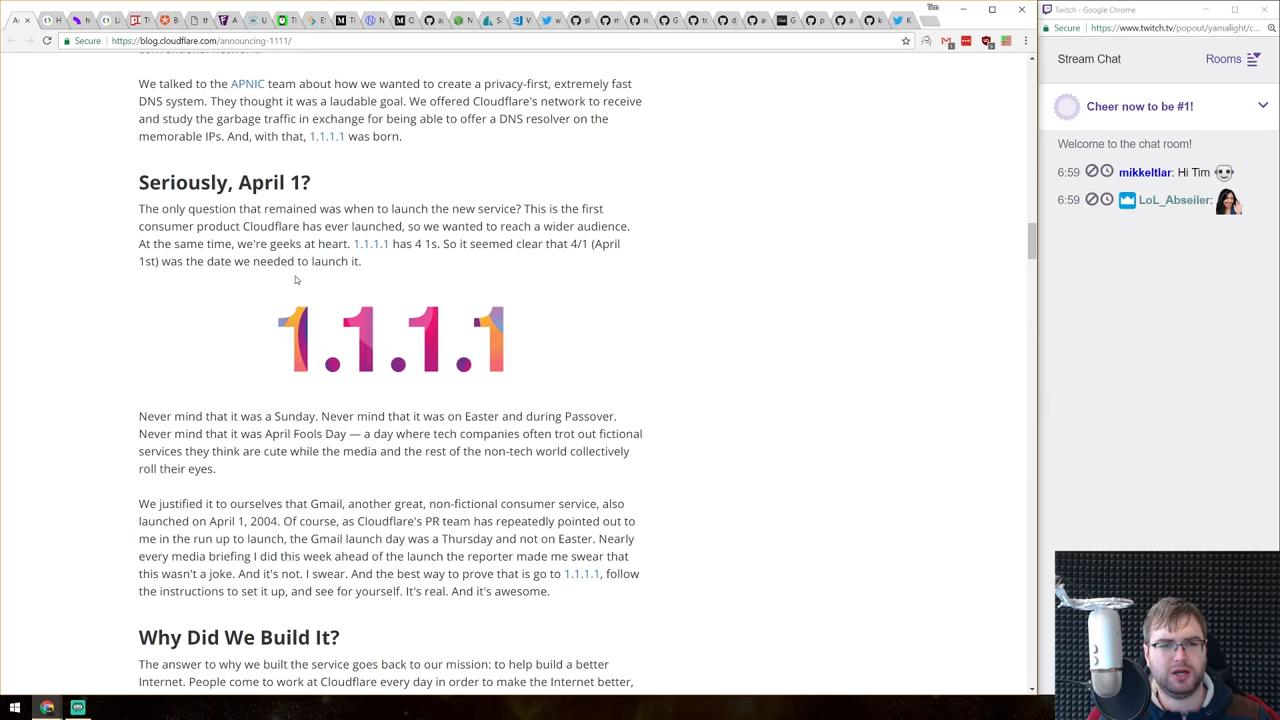 Tim
Secure
https://blog.cloudflare.com/announcing-1111/
We talked to the APNIC team about how we wanted to create a privacy-first, extremely fast
DNS system. They thought it was a laudable goal. We offered Cloudflare's network to receive
and study the garbage traffic in exchange for being able to offer a DNS resolver on the
memorable IPs. And, with that, 1.1.1.1 was born.
Seriously, April 1?
The only question that remained was when to launch the new service? This is the first
consumer product Cloudflare has ever launched, so we wanted to reach a wider audience.
At the same time, we're geeks at heart. 1.1.1.1 has 4 1s. So it seemed clear that 4/1 (April
1st) was the date we needed to launch it.
1.1.1.1
Never mind that it was a Sunday. Never mind that it was on Easter and during Passover.
Never mind that it was April Fools Day — a day where tech companies often trot out fictional
services they think are cute while the media and the rest of the non-tech world collectively
roll their eyes.
We justified it to ourselves that Gmail, another great, non-fictional consumer service, also
launched on April 1, 2004. Of course, as Cloudflare's PR team has repeatedly pointed out to
me in the run up to launch, the Gmail launch day was a Thursday and not on Easter. Nearly
every media briefing I did this week ahead of the launch the reporter made me swear that
this wasn't a joke. And it's not. I swear. And the best way to prove that is go to 1.1.1.1, follow
the instructions to set it up, and see for yourself. It's real. And it's awesome.
Why Did We Build It?
The answer to why we built the service goes back to our mission: to help build a better
Internet. People come to work at Cloudflare every day in order to make the Internet better,
Twitch - Google Chrome
Secure
https://www.twitch.tv/popout/yamalight/c...
Stream Chat
Rooms
Cheer now to be #1!
Welcome to the chat room!
6:59 mikkeltlar: Hi Tim
6:59 LoL_Abseiler: